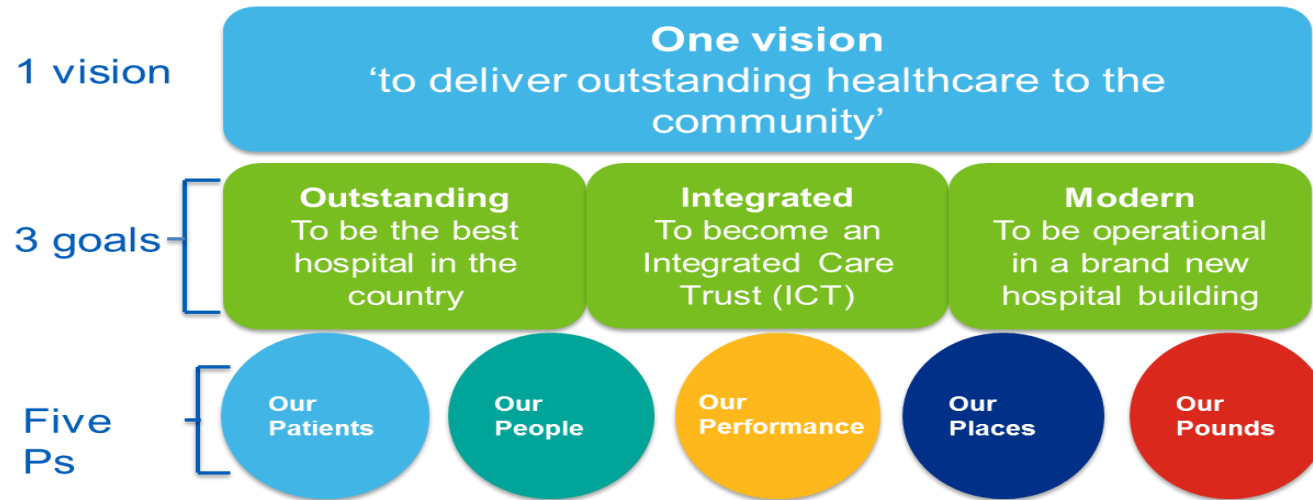 1 vision
One vision
‘to deliver outstanding healthcare to the
community’
3 goals
Outstanding
To be the best
hospital in the
country
Integrated
To become an
Integrated Care
Trust (ICT)
Modern
To be operational
in a brand new
hospital building
Five
Ps
Our
Patients
Our
People
Our
Performance
Our
Places
Our
Pounds